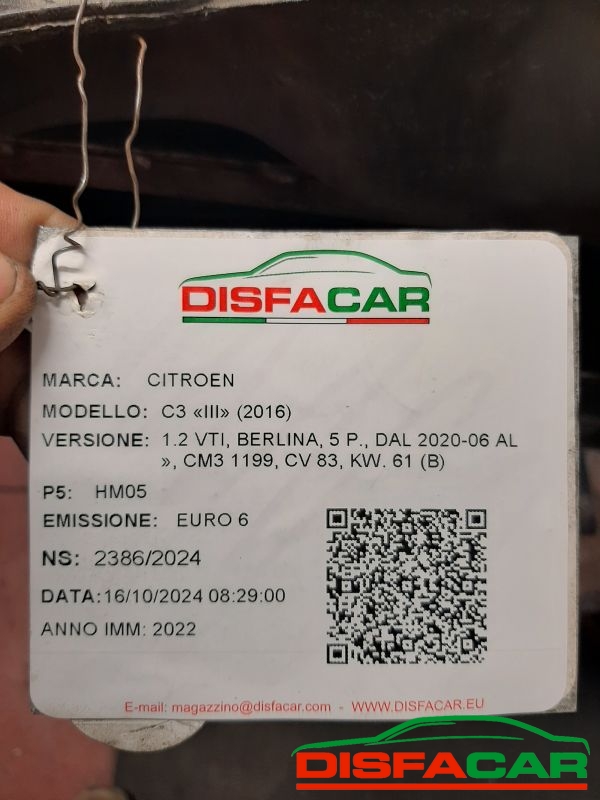 DISFACAR
MARCA: CITROEN
MODELLO: C3 «III» (2016)
VERSIONE: 1.2 VTI, BERLINA, 5 P., DAL 2020-06 AL
», CM3 1199, CV 83, KW. 61 (B)
P5: HM05
EMISSIONE: EURO 6
NS: 2386/2024
DATA:16/10/2024 08:29:00
ANNO IMM: 2022
E-mail: magazzino@disfacar.com - WWW.DISFACAR.EU
DISFACAR